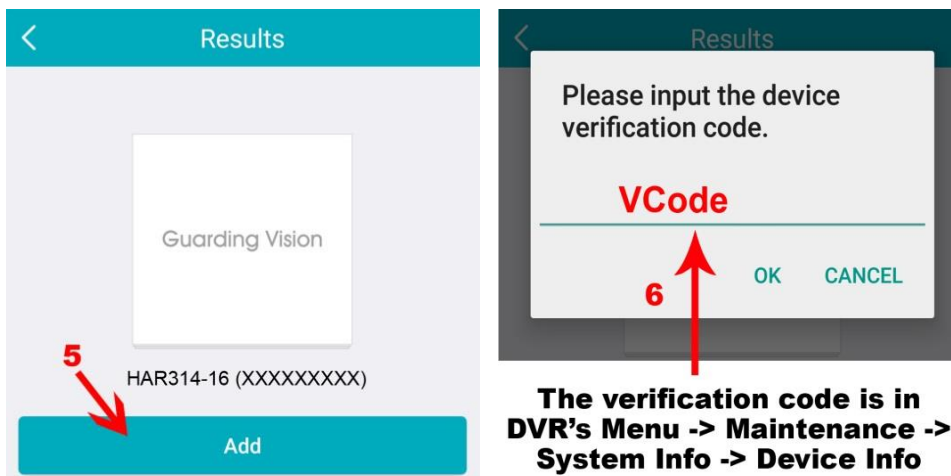 Results
Guarding Vision
5
HAR314-16 (XXXXXXXXX)
Add
Results
Please input the device
verification code.
VCode
6
OK CANCEL
The verification code is in
DVR's Menu -> Maintenance ->
System Info -> Device Info